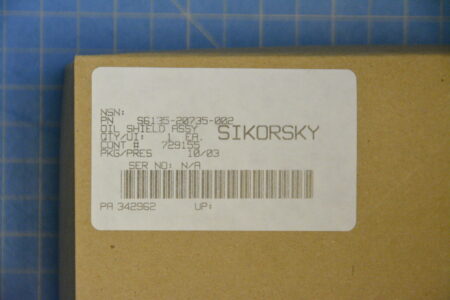 NSN:
PN S6135-20735-002
OIL SHIELD ASSY
QTY/UI: 1 EA.
SIKORSKY
CONT # 729155
PKG/PRES 10/03
SER NO: N/A
PA 342962 UP: